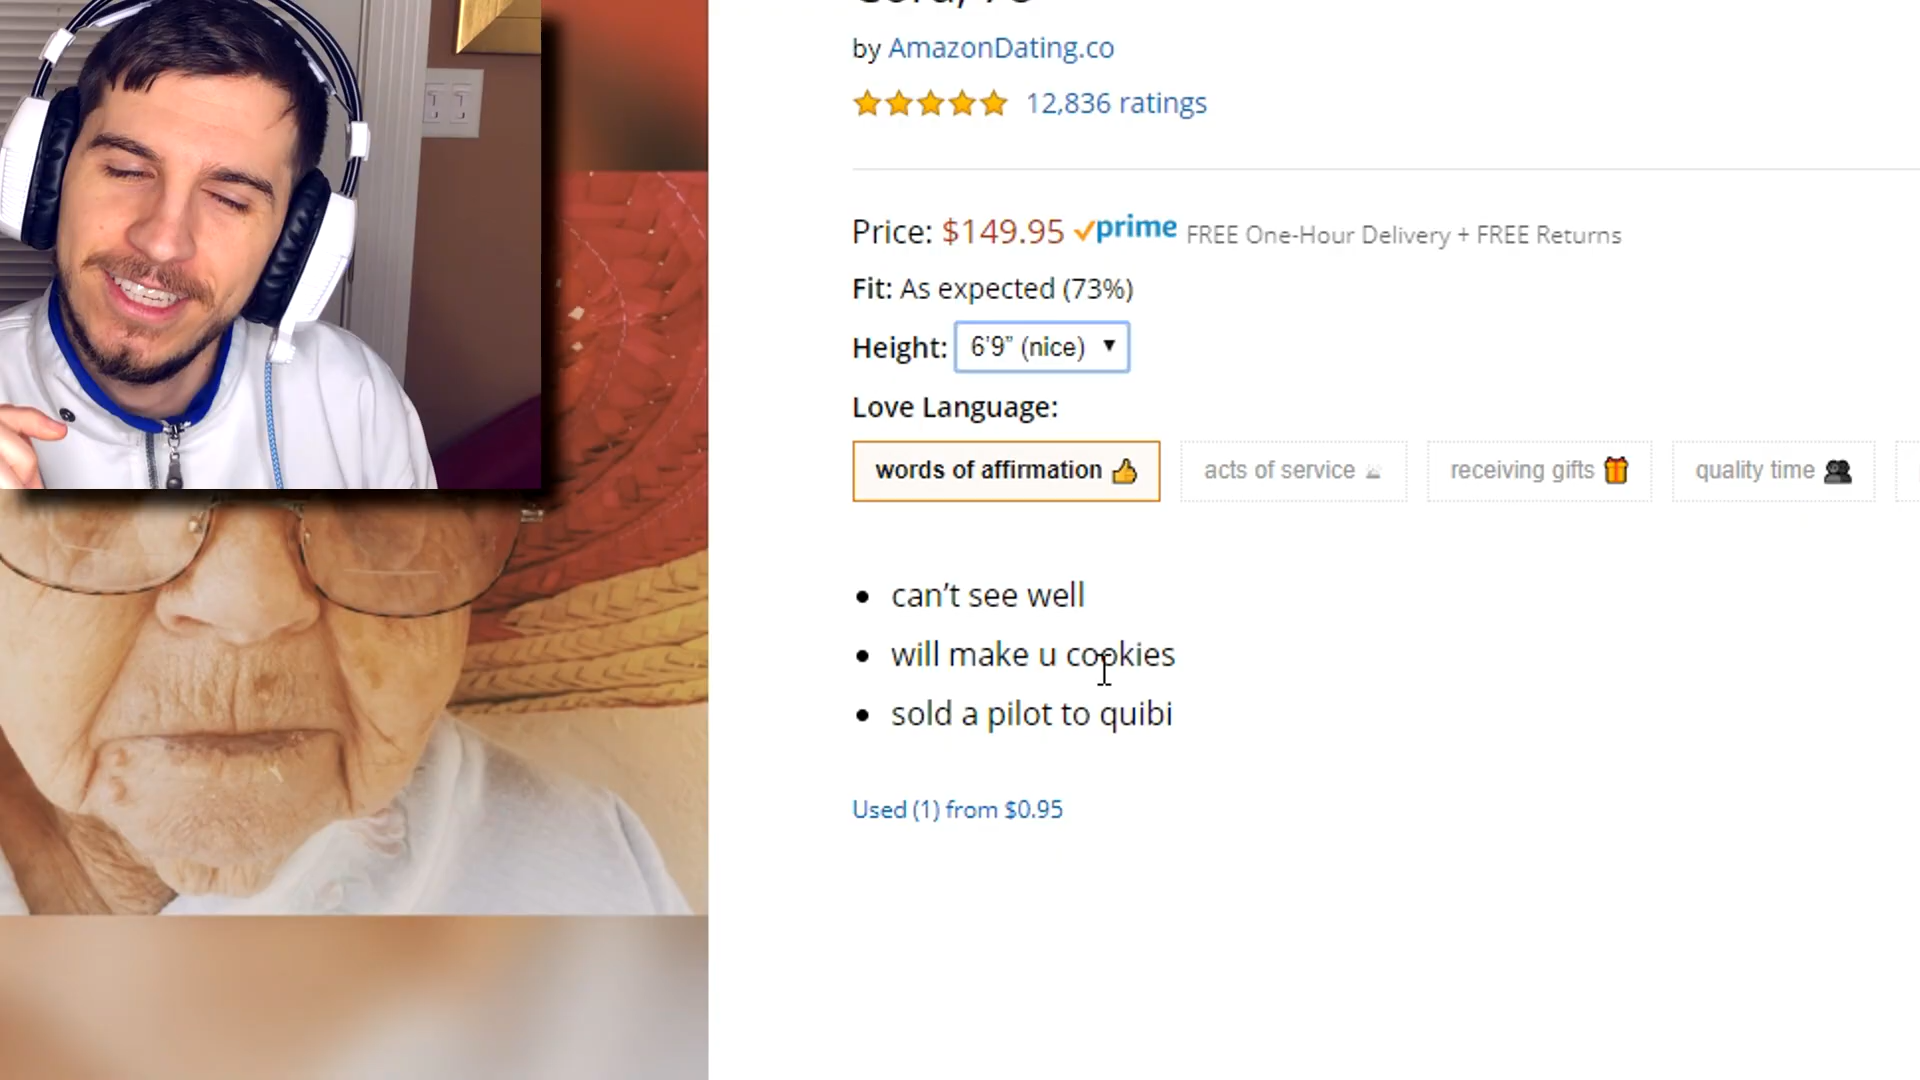 by AmazonDating.co
12,836 ratings
Price: $149.95 prime FREE One-Hour Delivery + FREE Returns
Fit: As expected (73%)
Height: 6'9” (nice)
Love Language:
words of affirmation 👍 acts of service receiving gifts 🎁 quality time 👥
• can’t see well
• will make u cookies
• sold a pilot to quibi
Used (1) from $0.95